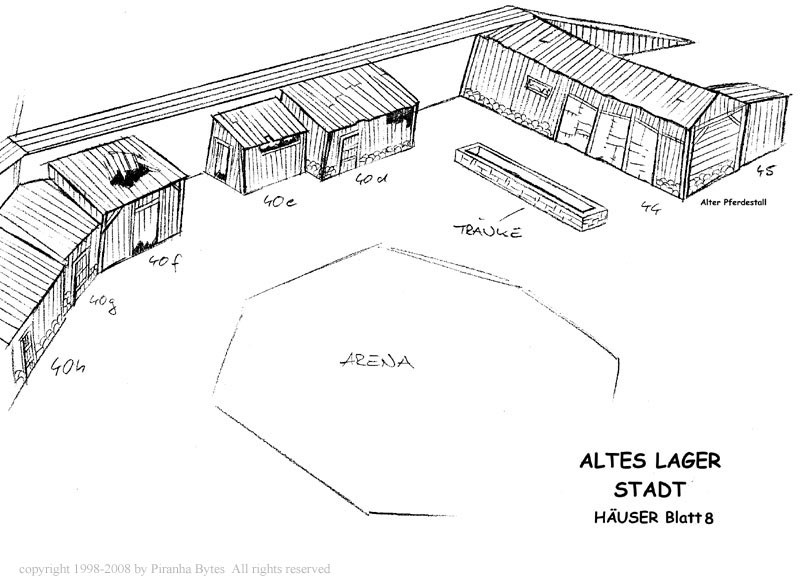 40e
40d
45
44
Alter Pferdestall
TRÄNKE
40f
40g
40h
ARENA
ALTES LAGER
STADT
HÄUSER Blatt 8
copyright 1998-2008 by Piranha Bytes All rights reserved